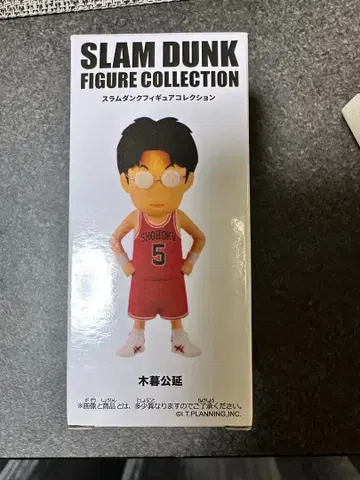 SLAM DUNK
FIGURE COLLECTION
スラムダンクフィギュアコレクション
SHOHOKU
5
木暮公延
※画像と商品とは、多少異なりますのでご了承ください。
©I.T.PLANNING,INC.